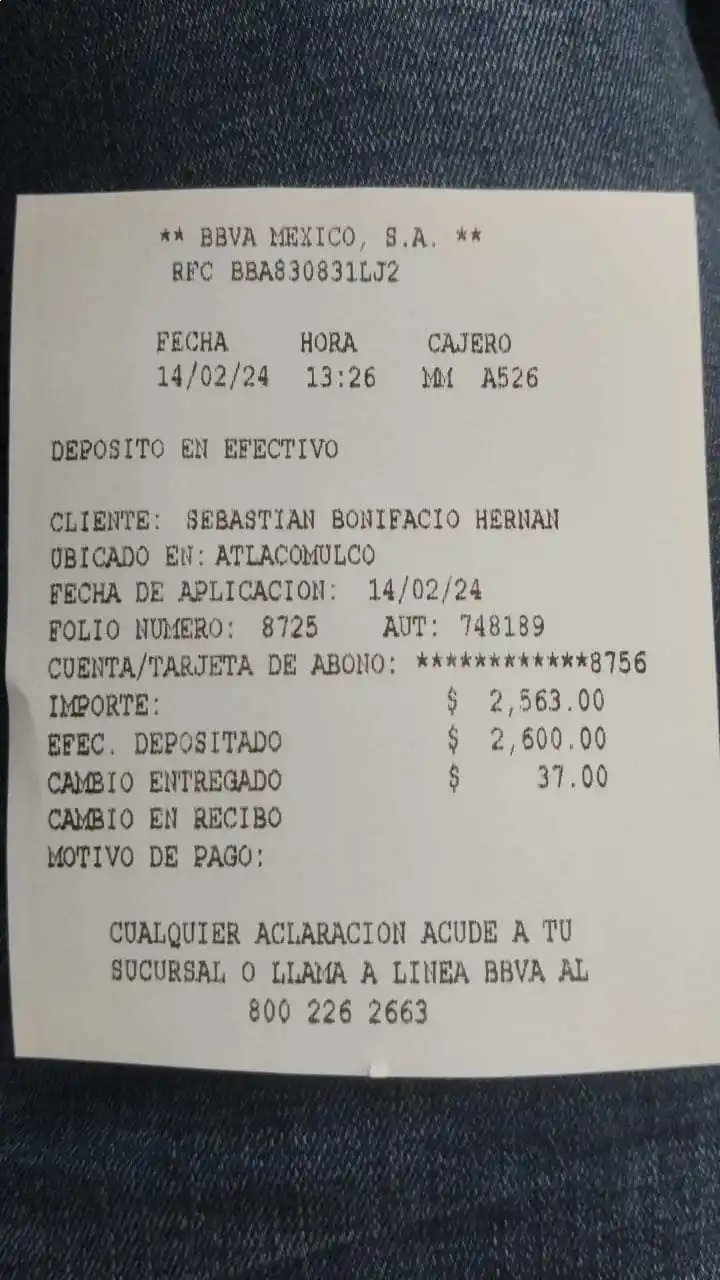 ** BBVA MEXICO, S.A. **
RFC BBA830831LJ2
FECHA HORA CAJERO
14/02/24 13:26 MM A526
DEPOSITO EN EFECTIVO
CLIENTE: SEBASTIAN BONIFACIO HERNAN
UBICADO EN: ATLACOMULCO
FECHA DE APLICACION: 14/02/24
FOLIO NUMERO: 8725 AUT: 748189
CUENTA/TARJETA DE ABONO: ************8756
IMPORTE: $ 2,563.00
EFEC. DEPOSITADO $ 2,600.00
CAMBIO ENTREGADO $ 37.00
CAMBIO EN RECIBO
MOTIVO DE PAGO:
CUALQUIER ACLARACION ACUDE A TU
SUCURSAL O LLAMA A LINEA BBVA AL
800 226 2663